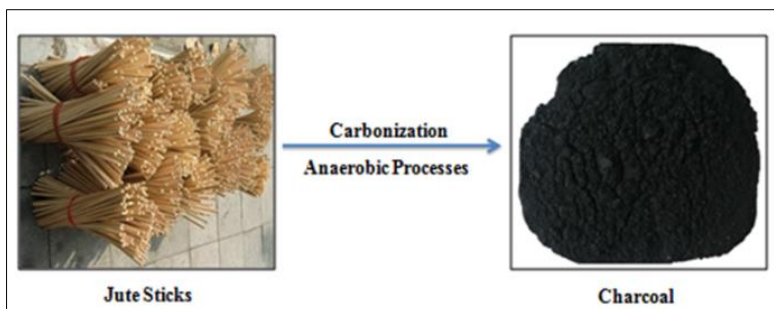 Carbonization
Anaerobic Processes
Jute Sticks
Charcoal